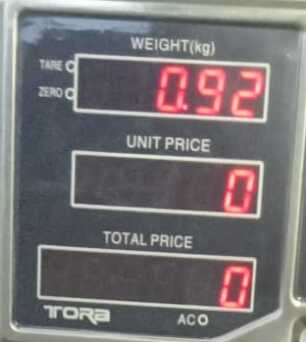 WEIGHT(kg)
TARE
0.92
ZERO
UNIT PRICE
0
TOTAL PRICE
0
TORA
AC